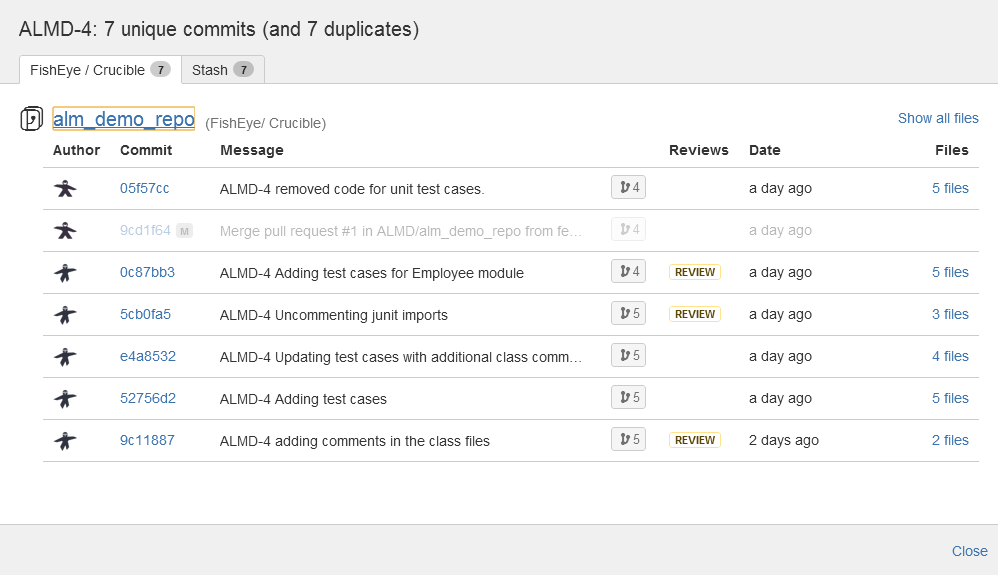 ALMD-4: 7 unique commits (and 7 duplicates)
FishEye / Crucible 7 Stash 7
alm_demo_repo (FishEye/ Crucible) Show all files
Author Commit Message Reviews Date Files
05f57cc ALMD-4 removed code for unit test cases. 4 a day ago 5 files
9cd1f64 M Merge pull request #1 in ALMD/alm_demo_repo from fe… 4 a day ago
0c87bb3 ALMD-4 Adding test cases for Employee module 4 REVIEW a day ago 5 files
5cb0fa5 ALMD-4 Uncommenting junit imports 5 REVIEW a day ago 3 files
e4a8532 ALMD-4 Updating test cases with additional class comm… 5 a day ago 4 files
52756d2 ALMD-4 Adding test cases 5 a day ago 5 files
9c11887 ALMD-4 adding comments in the class files 5 REVIEW 2 days ago 2 files
Close